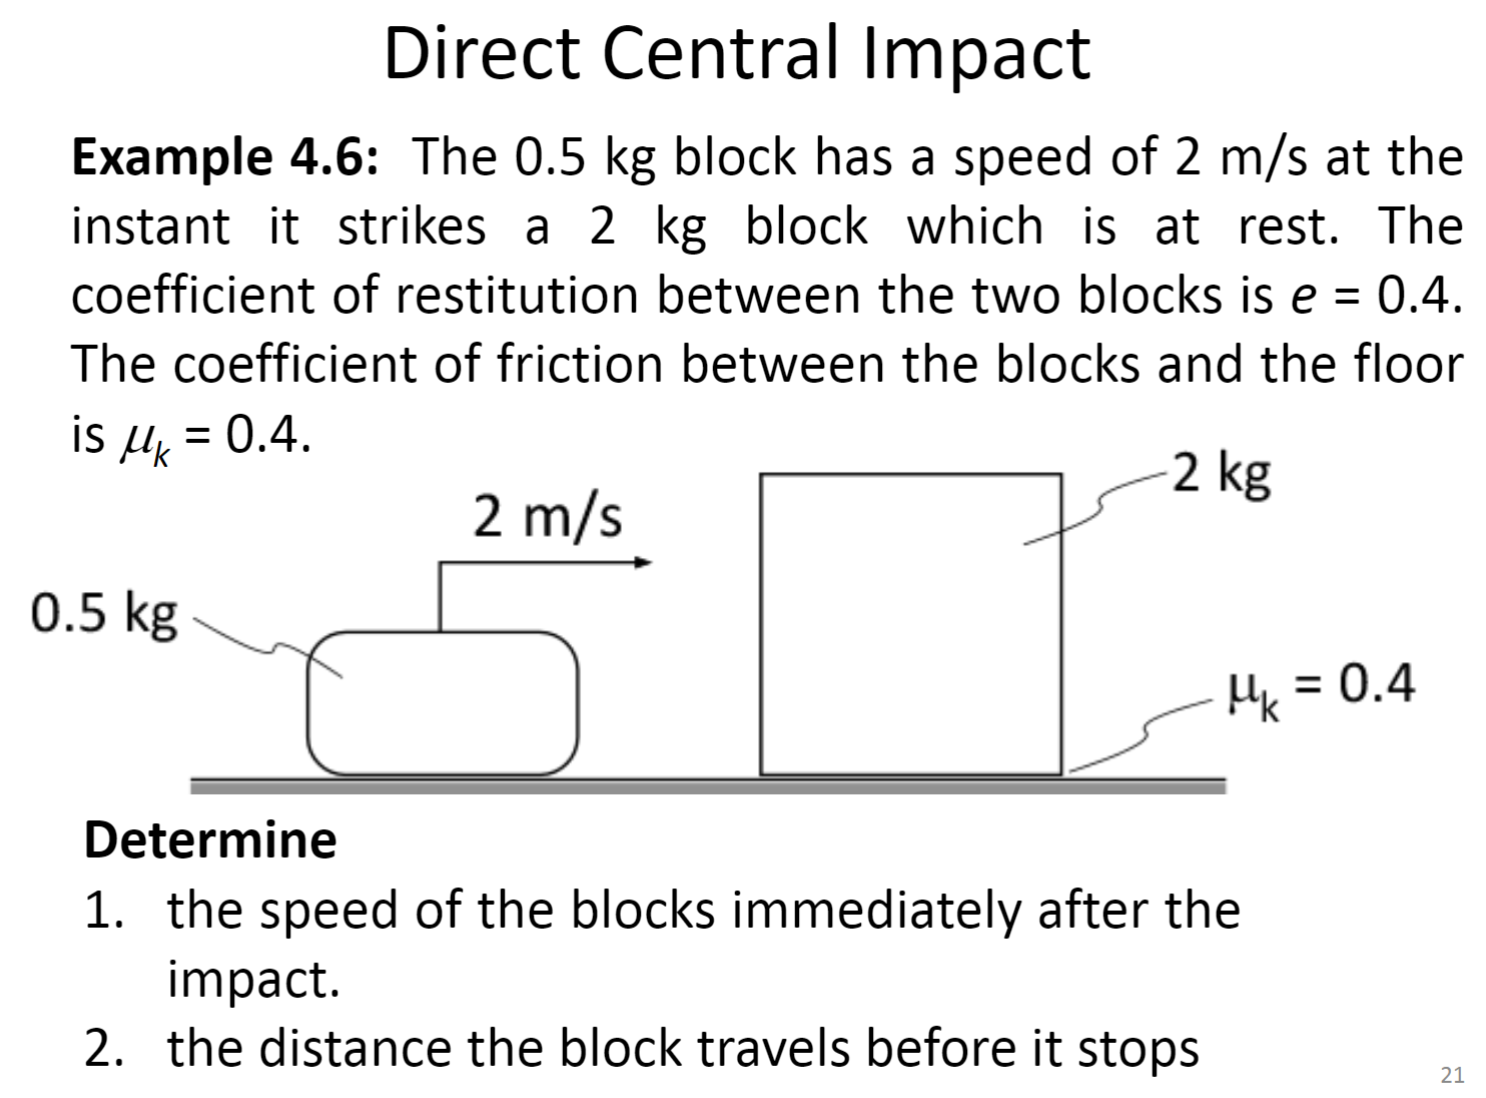 Direct Central Impact
Example 4.6: The 0.5 kg block has a speed of 2 m/s at the
instant it strikes a 2 kg block which is at rest. The
coefficient of restitution between the two blocks is e = 0.4.
The coefficient of friction between the blocks and the floor
is μk = 0.4.
2 kg
2 m/s
0.5 kg
μk = 0.4
Determine
1. the speed of the blocks immediately after the
impact.
2. the distance the block travels before it stops
21